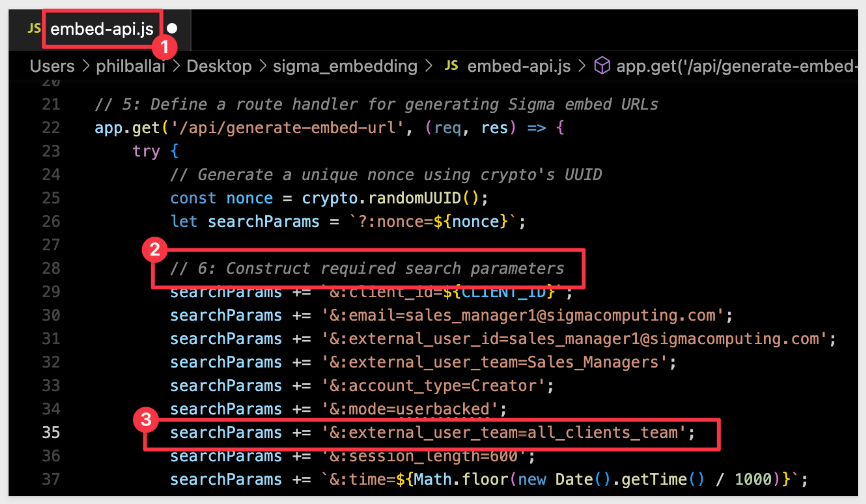 JS embed-api.js
1
Users > philballai > Desktop > sigma_embedding > JS embed-api.js > app.get('/api/generate-embed-
20
21 // 5: Define a route handler for generating Sigma embed URLs
22 app.get('/api/generate-embed-url', (req, res) => {
23 try {
24 // Generate a unique nonce using crypto's UUID
25 const nonce = crypto.randomUUID();
26 let searchParams = `?:nonce=${nonce}`;
27
2
28 // 6: Construct required search parameters
29 searchParams += `&:client_id=${CLIENT_ID}`;
30 searchParams += '&:email=sales_manager1@sigmacomputing.com';
31 searchParams += '&:external_user_id=sales_manager1@sigmacomputing.com';
32 searchParams += '&:external_user_team=Sales_Managers';
33 searchParams += '&:account_type=Creator';
34 searchParams += '&:mode=userbacked';
3
35 searchParams += '&:external_user_team=all_clients_team';
36 searchParams += '&:session_length=600';
37 searchParams += `&:time=${Math.floor(new Date().getTime() / 1000)}`;